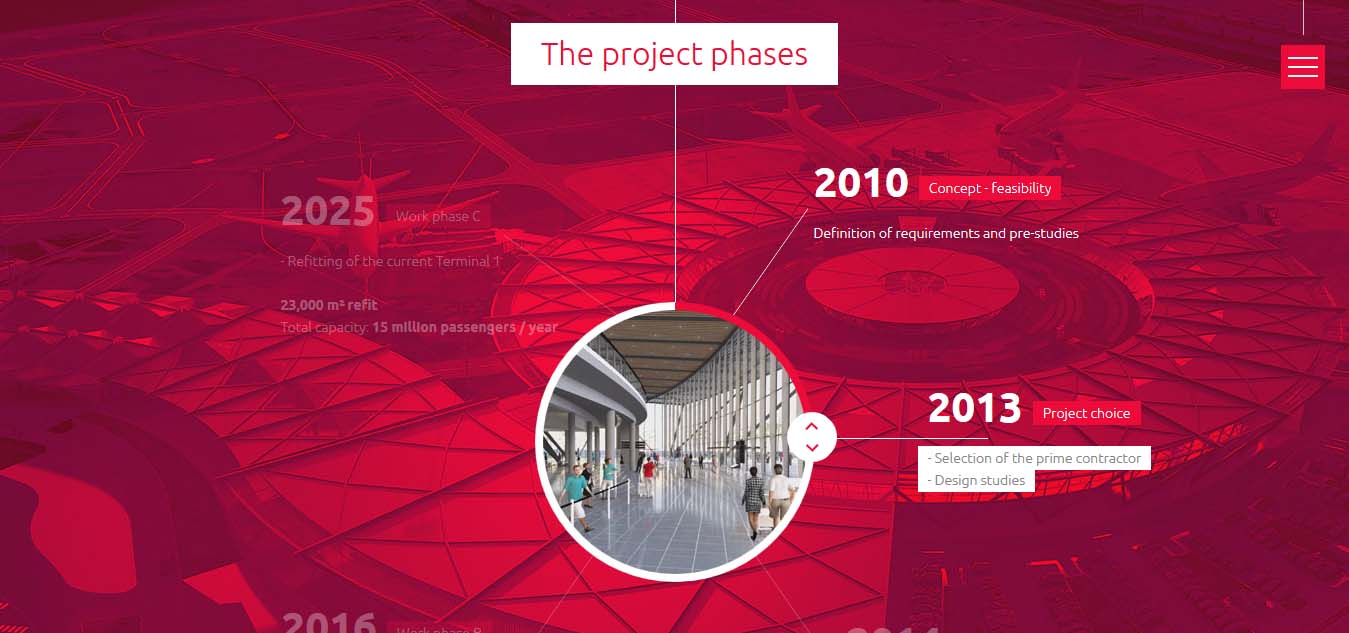 The project phases
2010 Concept - feasibility
Definition of requirements and pre-studies
2025 Work phase C
- Refitting of the current Terminal 1
23,000 m² refit
Total capacity: 15 million passengers / year
2013 Project choice
- Selection of the prime contractor
- Design studies
2016 Work phase B
2014